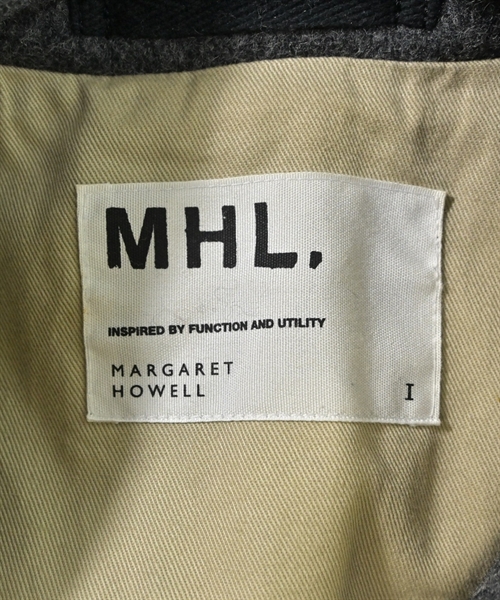 MHL.
INSPIRED BY FUNCTION AND UTILITY
MARGARET
HOWELL
I